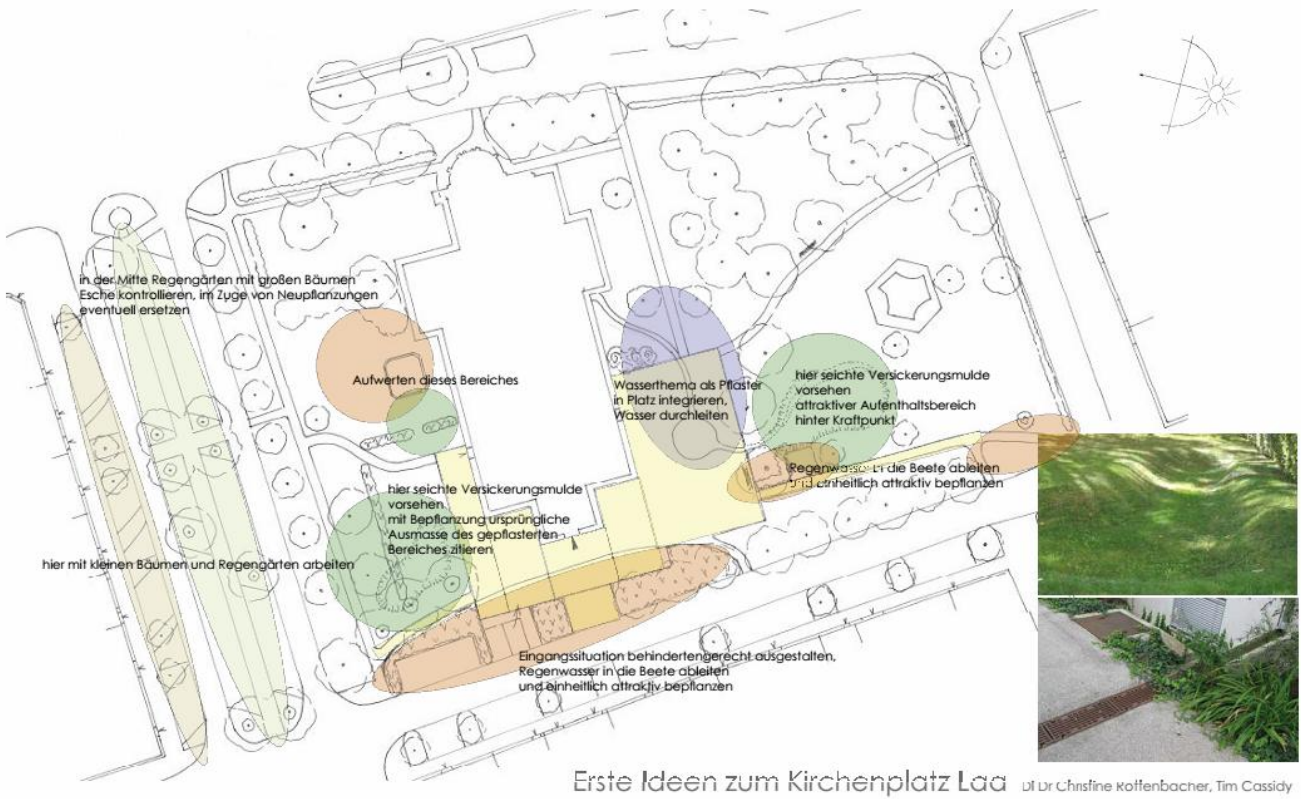 in der Mitte Regengärten mit großen Bäumen
Esche kontrollieren, im Zuge von Neupflanzungen
eventuell ersetzen
Aufwerten dieses Bereiches
Wasserthema als Pflaster
in Platz integrieren,
Wasser durchleiten
hier seichte Versickerungsmulde
vorsehen
attraktiver Aufenthaltsbereich
hinter Kraftpunkt
Regenwasser in die Beete ableiten
und einheitlich attraktiv bepflanzen
hier seichte Versickerungsmulde
vorsehen
mit Bepflanzung ursprüngliche
Ausmasse des gepflasterten
Bereiches zitieren
hier mit kleinen Bäumen und Regengärten arbeiten
Eingangssituation behindertengerecht ausgestalten,
Regenwasser in die Beete ableiten
und einheitlich attraktiv bepflanzen
Erste Ideen zum Kirchenplatz Laa DI Dr Christine Rottenbacher, Tim Cassidy